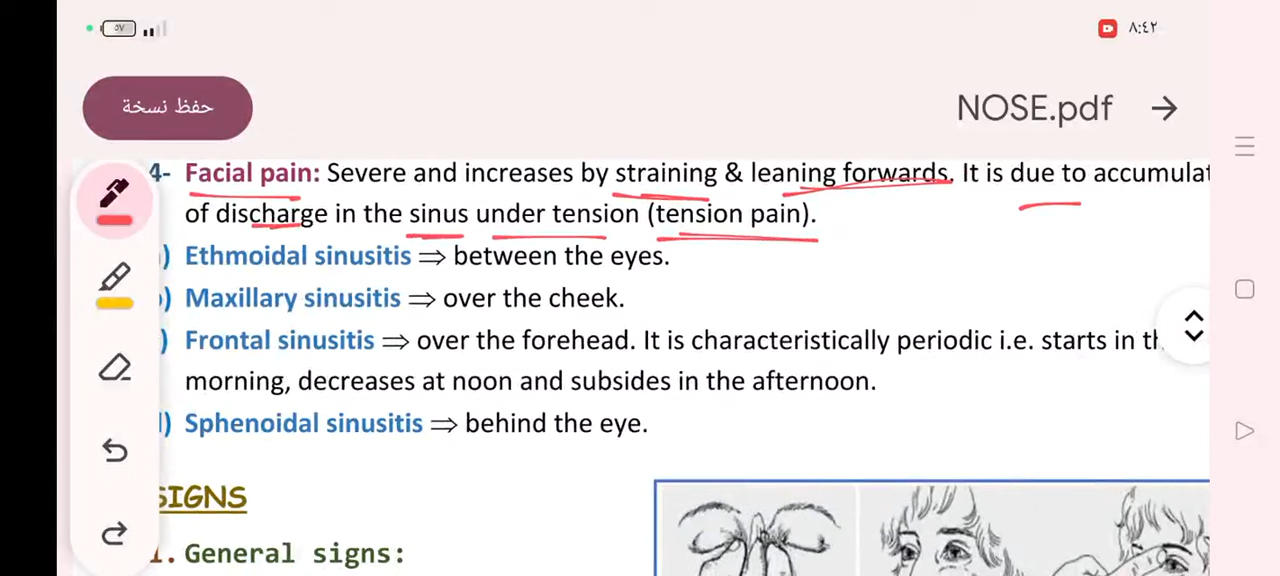 ٥٧
٨:٤٢
حفظ نسخة
NOSE.pdf
4- Facial pain: Severe and increases by straining & leaning forwards. It is due to accumulat
of discharge in the sinus under tension (tension pain).
) Ethmoidal sinusitis ⇒ between the eyes.
) Maxillary sinusitis ⇒ over the cheek.
) Frontal sinusitis ⇒ over the forehead. It is characteristically periodic i.e. starts in th
morning, decreases at noon and subsides in the afternoon.
) Sphenoidal sinusitis ⇒ behind the eye.
SIGNS
1. General signs: